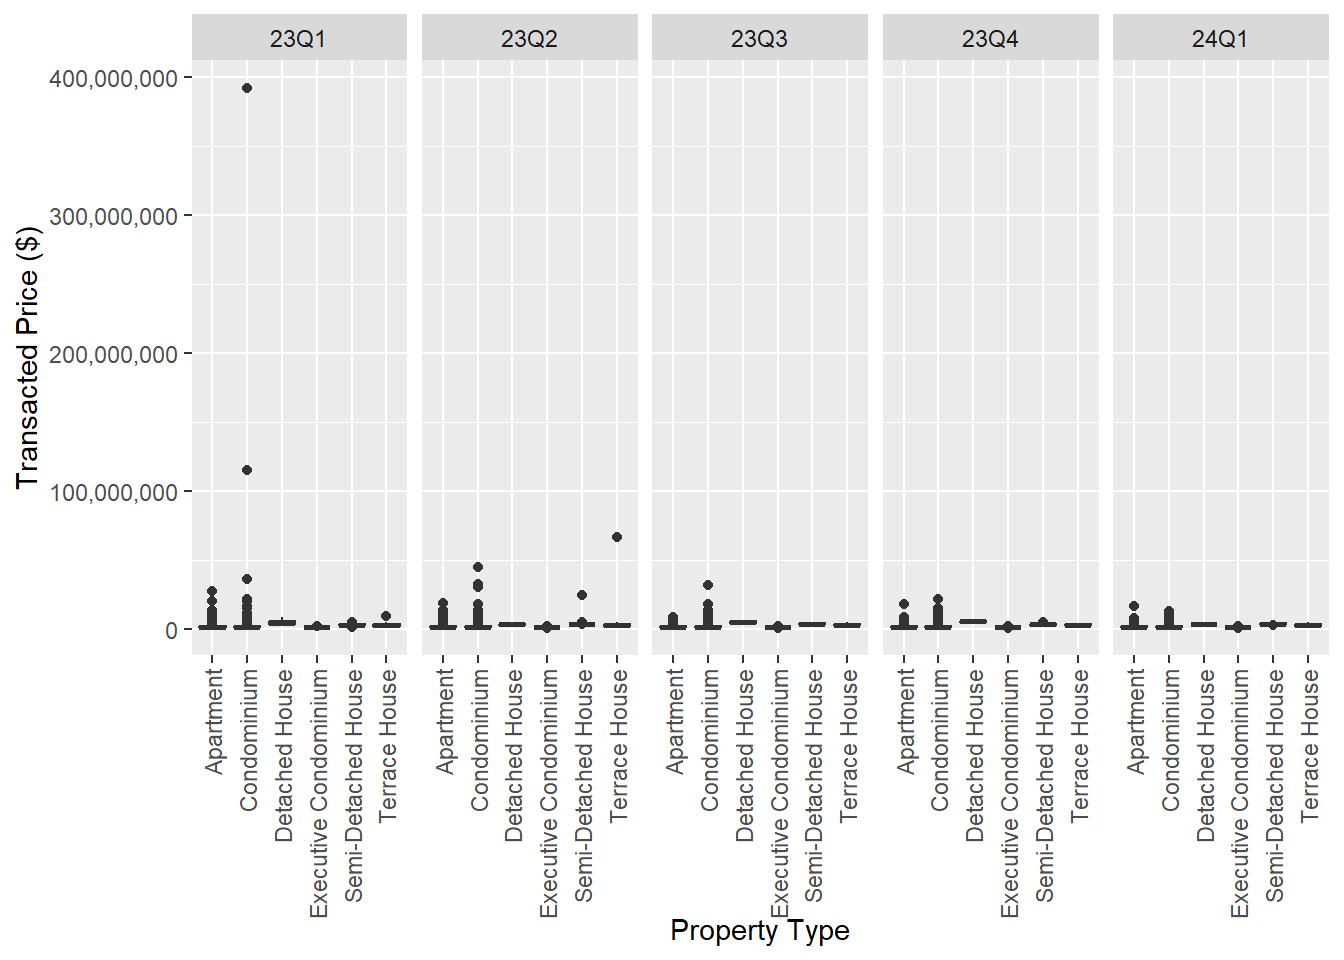 23Q1
23Q2
23Q3
23Q4
24Q1
400,000,000
300,000,000
200,000,000
100,000,000
0
Transacted Price ($)
Apartment
Condominium
Detached House
Executive Condominium
Semi-Detached House
Terrace House
Apartment
Condominium
Detached House
Executive Condominium
Semi-Detached House
Terrace House
Apartment
Condominium
Detached House
Executive Condominium
Semi-Detached House
Terrace House
Apartment
Condominium
Detached House
Executive Condominium
Semi-Detached House
Terrace House
Apartment
Condominium
Detached House
Executive Condominium
Semi-Detached House
Terrace House
Property Type